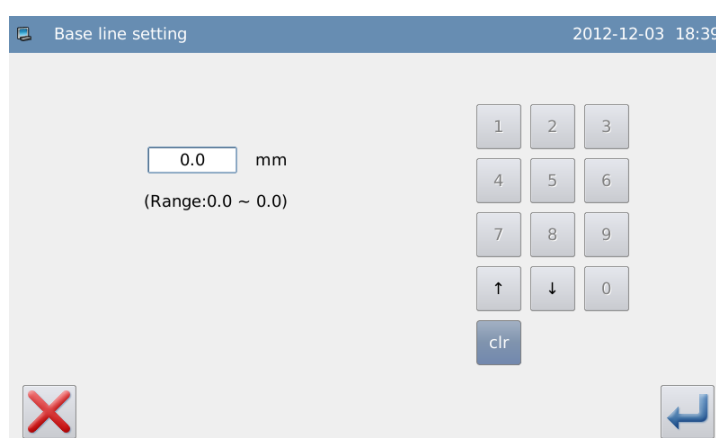 Base line setting 2012-12-03 18:39
0.0 mm
(Range:0.0 ~ 0.0)
1 2 3
4 5 6
7 8 9
↑ ↓ 0
clr